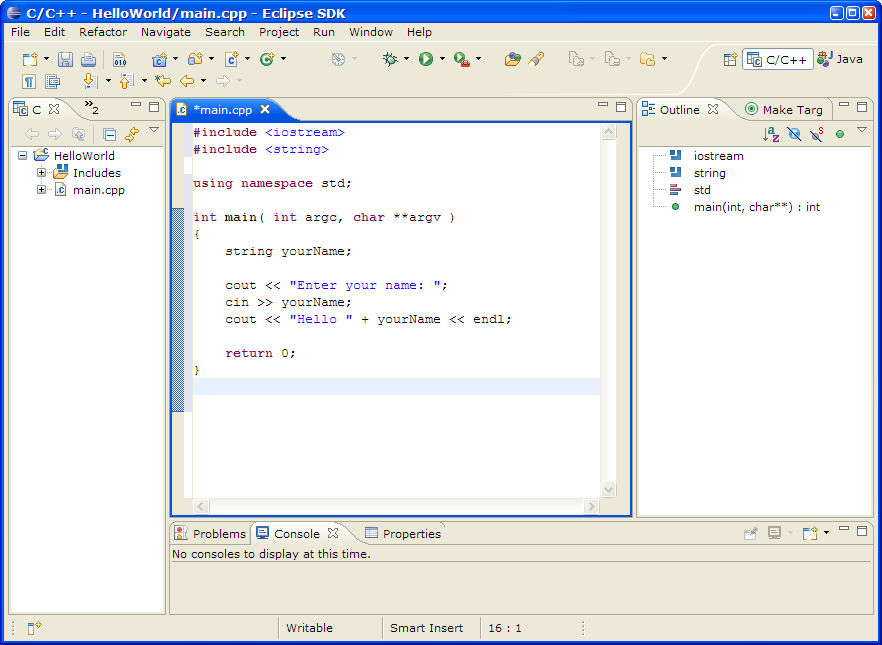 C/C++ - HelloWorld/main.cpp - Eclipse SDK
File Edit Refactor Navigate Search Project Run Window Help
010
C/C++ Java
C »2
HelloWorld
Includes
main.cpp
*main.cpp
#include <iostream>
#include <string>
using namespace std;
int main( int argc, char **argv )
{
string yourName;
cout << "Enter your name: ";
cin >> yourName;
cout << "Hello " + yourName << endl;
return 0;
}
Outline Make Targ
iostream
string
std
main(int, char**) : int
Problems Console Properties
No consoles to display at this time.
Writable Smart Insert 16 : 1